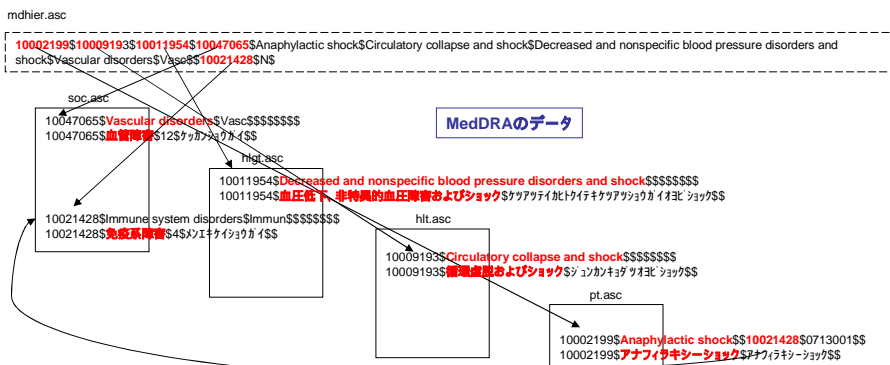 mdhier.asc
10002199$10009193$10011954$10047065$Anaphylactic shock$Circulatory collapse and shock$Decreased and nonspecific blood pressure disorders and
shock$Vascular disorders$Vasc$$10021428$N$
soc.asc
10047065$Vascular disorders$Vasc$$$$$$$$
10047065$血管障害$12$ケッカンショウガイ$$
MedDRAのデータ
hlgt.asc
10011954$Decreased and nonspecific blood pressure disorders and shock$$$$$$$$
10011954$血圧低下、非特異的血圧障害およびショック$ケツアツテイカヒトクイテキケツアツショウガイオヨビショック$$
10021428$Immune system disorders$Immun$$$$$$$$
10021428$免疫系障害$4$メンエキケイショウガイ$$
hlt.asc
10009193$Circulatory collapse and shock$$$$$$$$
10009193$循環虚脱およびショック$ジュンカンキョダツオヨビショック$$
pt.asc
10002199$Anaphylactic shock$$10021428$0713001$$
10002199$アナフィラキシーショック$アナフィラキシーショック$$